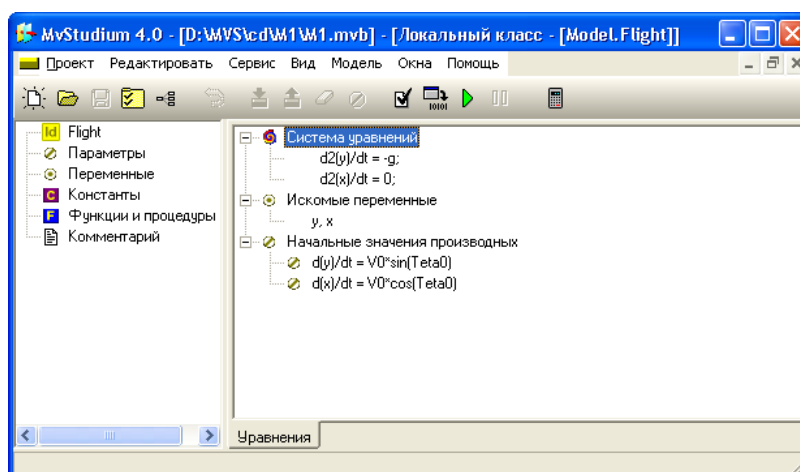 MvStudium 4.0 - [D:\MVS\cd\M1\M1.mvb] - [Локальный класс - [Model.Flight]]
Проект Редактировать Сервис Вид Модель Окна Помощь
Id Flight
Параметры
Переменные
C Константы
F Функции и процедуры
Комментарий
Система уравнений
d2(y)/dt = -g;
d2(x)/dt = 0;
Искомые переменные
y, x
Начальные значения производных
d(y)/dt = V0*sin(Teta0)
d(x)/dt = V0*cos(Teta0)
Уравнения